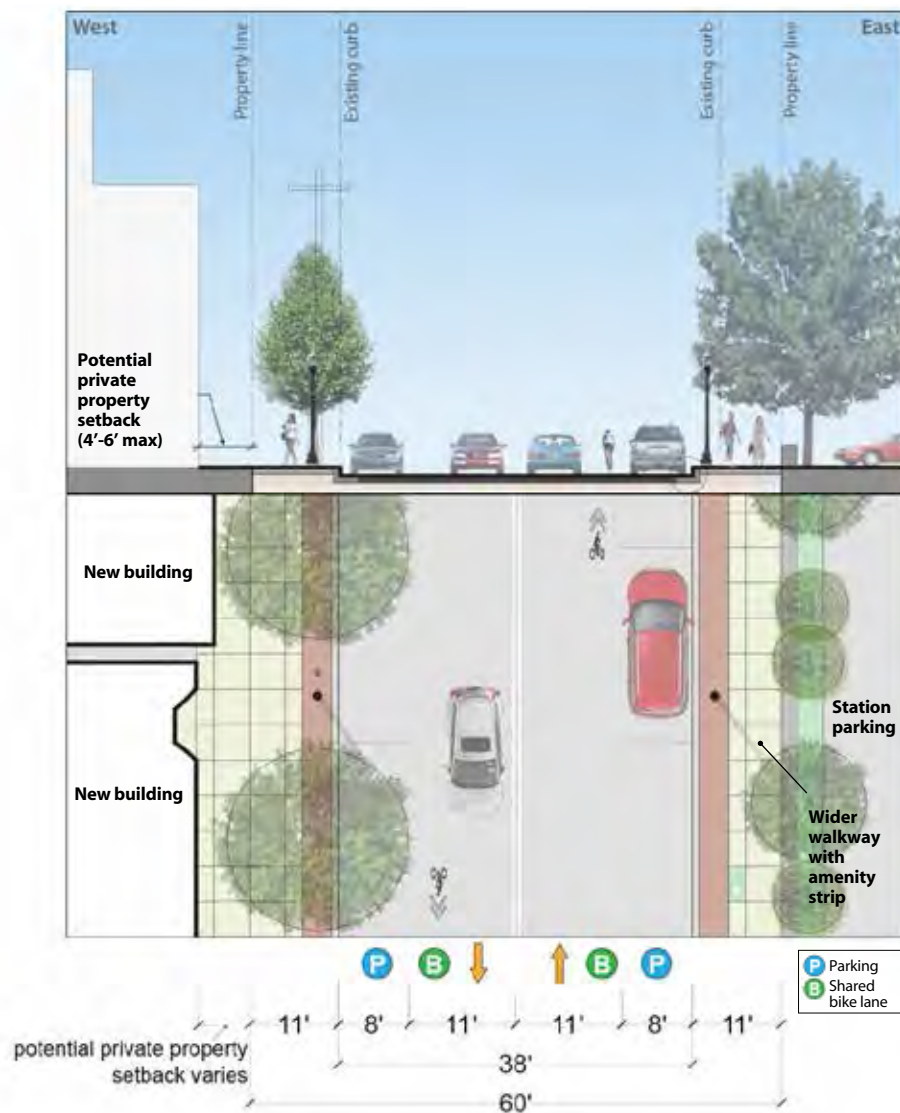 West
East
Property line
Existing curb
Existing curb
Property line
Potential
private
property
setback
(4'-6' max)
New building
New building
Station
parking
Wider
walkway
with
amenity
strip
P
B
B
P
P Parking
B Shared
bike lane
11'
8'
11'
11'
8'
11'
potential private property
setback varies
38'
60'